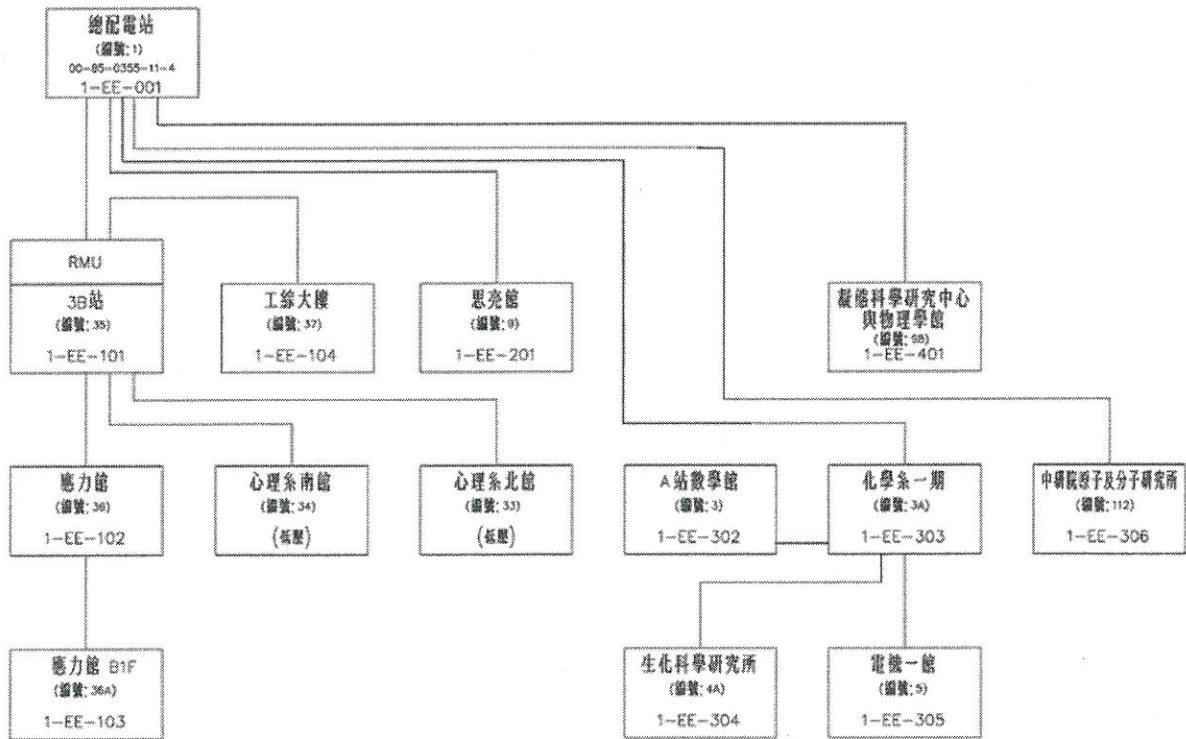 總配電站
(編號: 1)
00-85-0355-11-4
1-EE-001
RMU
3B站
(編號: 35)
1-EE-101
工綜大樓
(編號: 37)
1-EE-104
思亮館
(編號: 9)
1-EE-201
凝態科學研究中心
與物理學館
(編號: 9B)
1-EE-401
應力館
(編號: 36)
1-EE-102
心理系南館
(編號: 34)
(低壓)
心理系北館
(編號: 33)
(低壓)
A站數學館
(編號: 3)
1-EE-302
化學系一期
(編號: 3A)
1-EE-303
中研院原子及分子研究所
(編號: 112)
1-EE-306
應力館 B1F
(編號: 36A)
1-EE-103
生化科學研究所
(編號: 4A)
1-EE-304
電機一館
(編號: 5)
1-EE-305